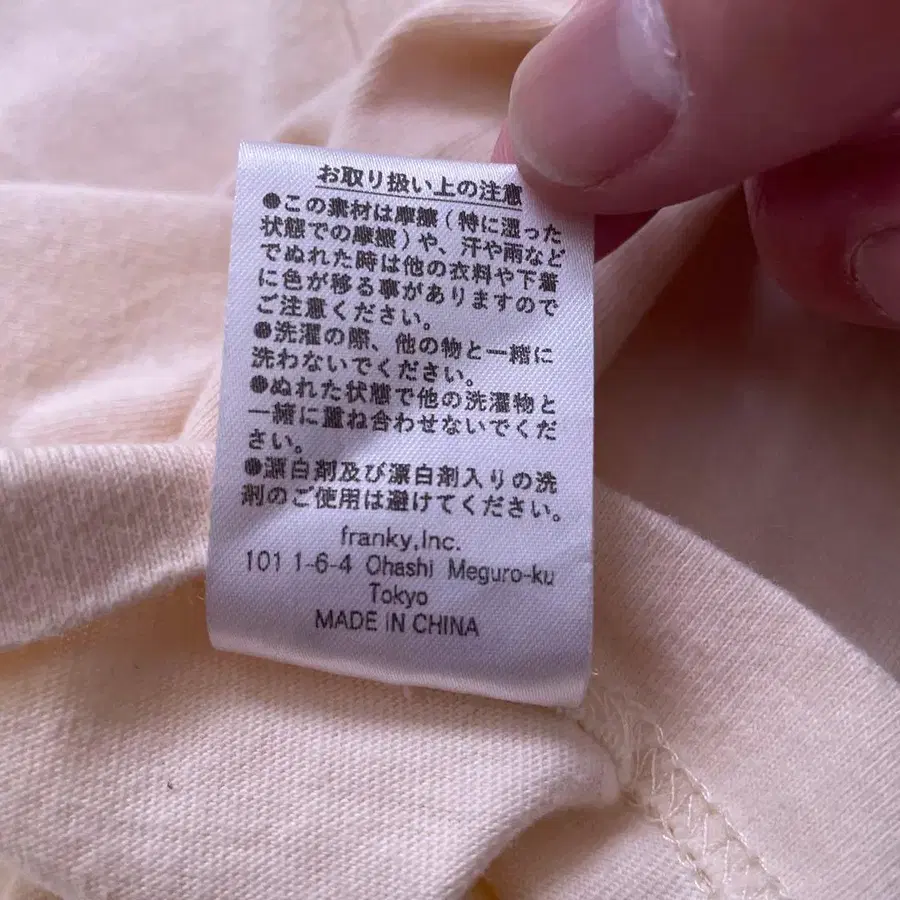 お取り扱い上の注意
●この素材は摩擦(特に湿った
状態での摩擦)や、汗や雨など
でぬれた時は他の衣料や下着
に色が移る事がありますので
ご注意ください。
●洗濯の際、他の物と一緒に
洗わないでください。
●ぬれた状態で他の洗濯物と
一緒に重ね合わせないでくだ
さい。
●漂白剤及び漂白剤入りの洗
剤のご使用は避けてください。
franky,Inc.
101 1-6-4 Ohashi Meguro-ku
Tokyo
MADE IN CHINA